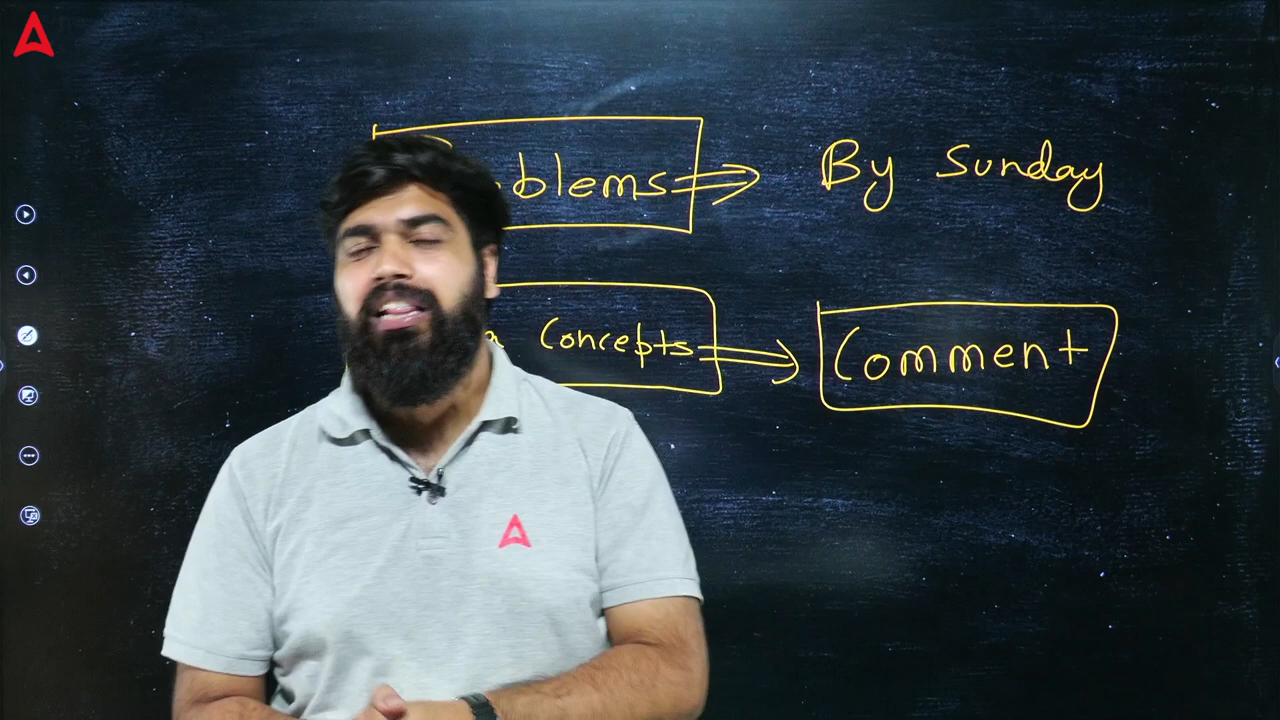 blems ⇒ By Sunday
Concepts ⇒ Comment